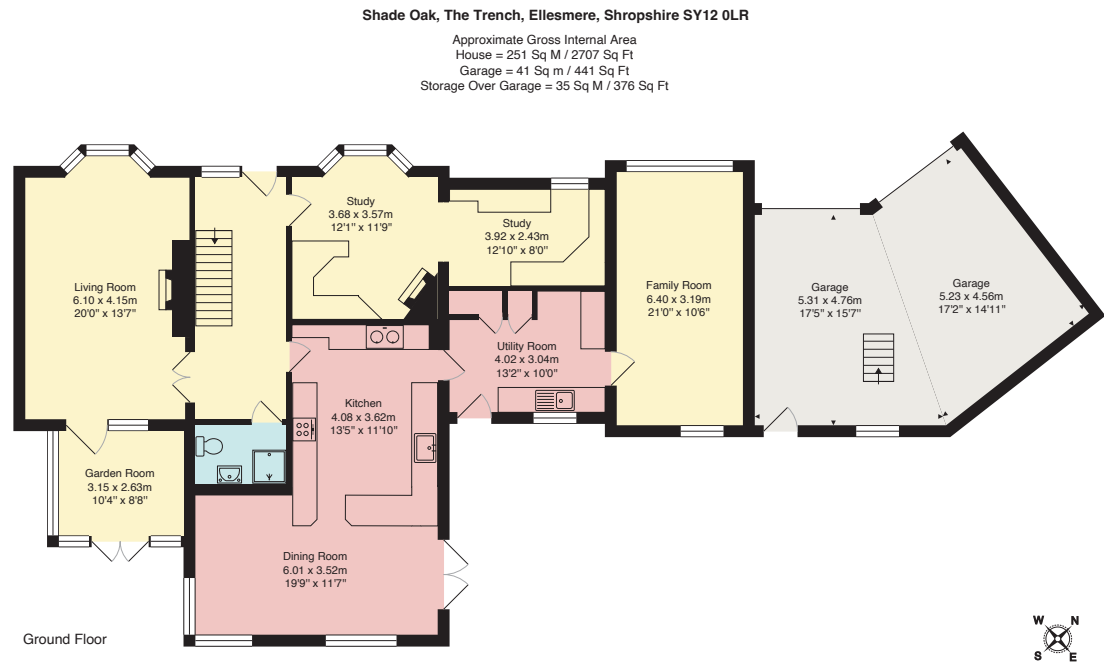 Shade Oak, The Trench, Ellesmere, Shropshire SY12 0LR
Approximate Gross Internal Area
House = 251 Sq M / 2707 Sq Ft
Garage = 41 Sq m / 441 Sq Ft
Storage Over Garage = 35 Sq M / 376 Sq Ft
Living Room
6.10 x 4.15m
20'0" x 13'7"
Study
3.68 x 3.57m
12'1" x 11'9"
Study
3.92 x 2.43m
12'10" x 8'0"
Family Room
6.40 x 3.19m
21'0" x 10'6"
Garage
5.31 x 4.76m
17'5" x 15'7"
Garage
5.23 x 4.56m
17'2" x 14'11"
Utility Room
4.02 x 3.04m
13'2" x 10'0"
Kitchen
4.08 x 3.62m
13'5" x 11'10"
Garden Room
3.15 x 2.63m
10'4" x 8'8"
Dining Room
6.01 x 3.52m
19'9" x 11'7"
Ground Floor
W N
S E